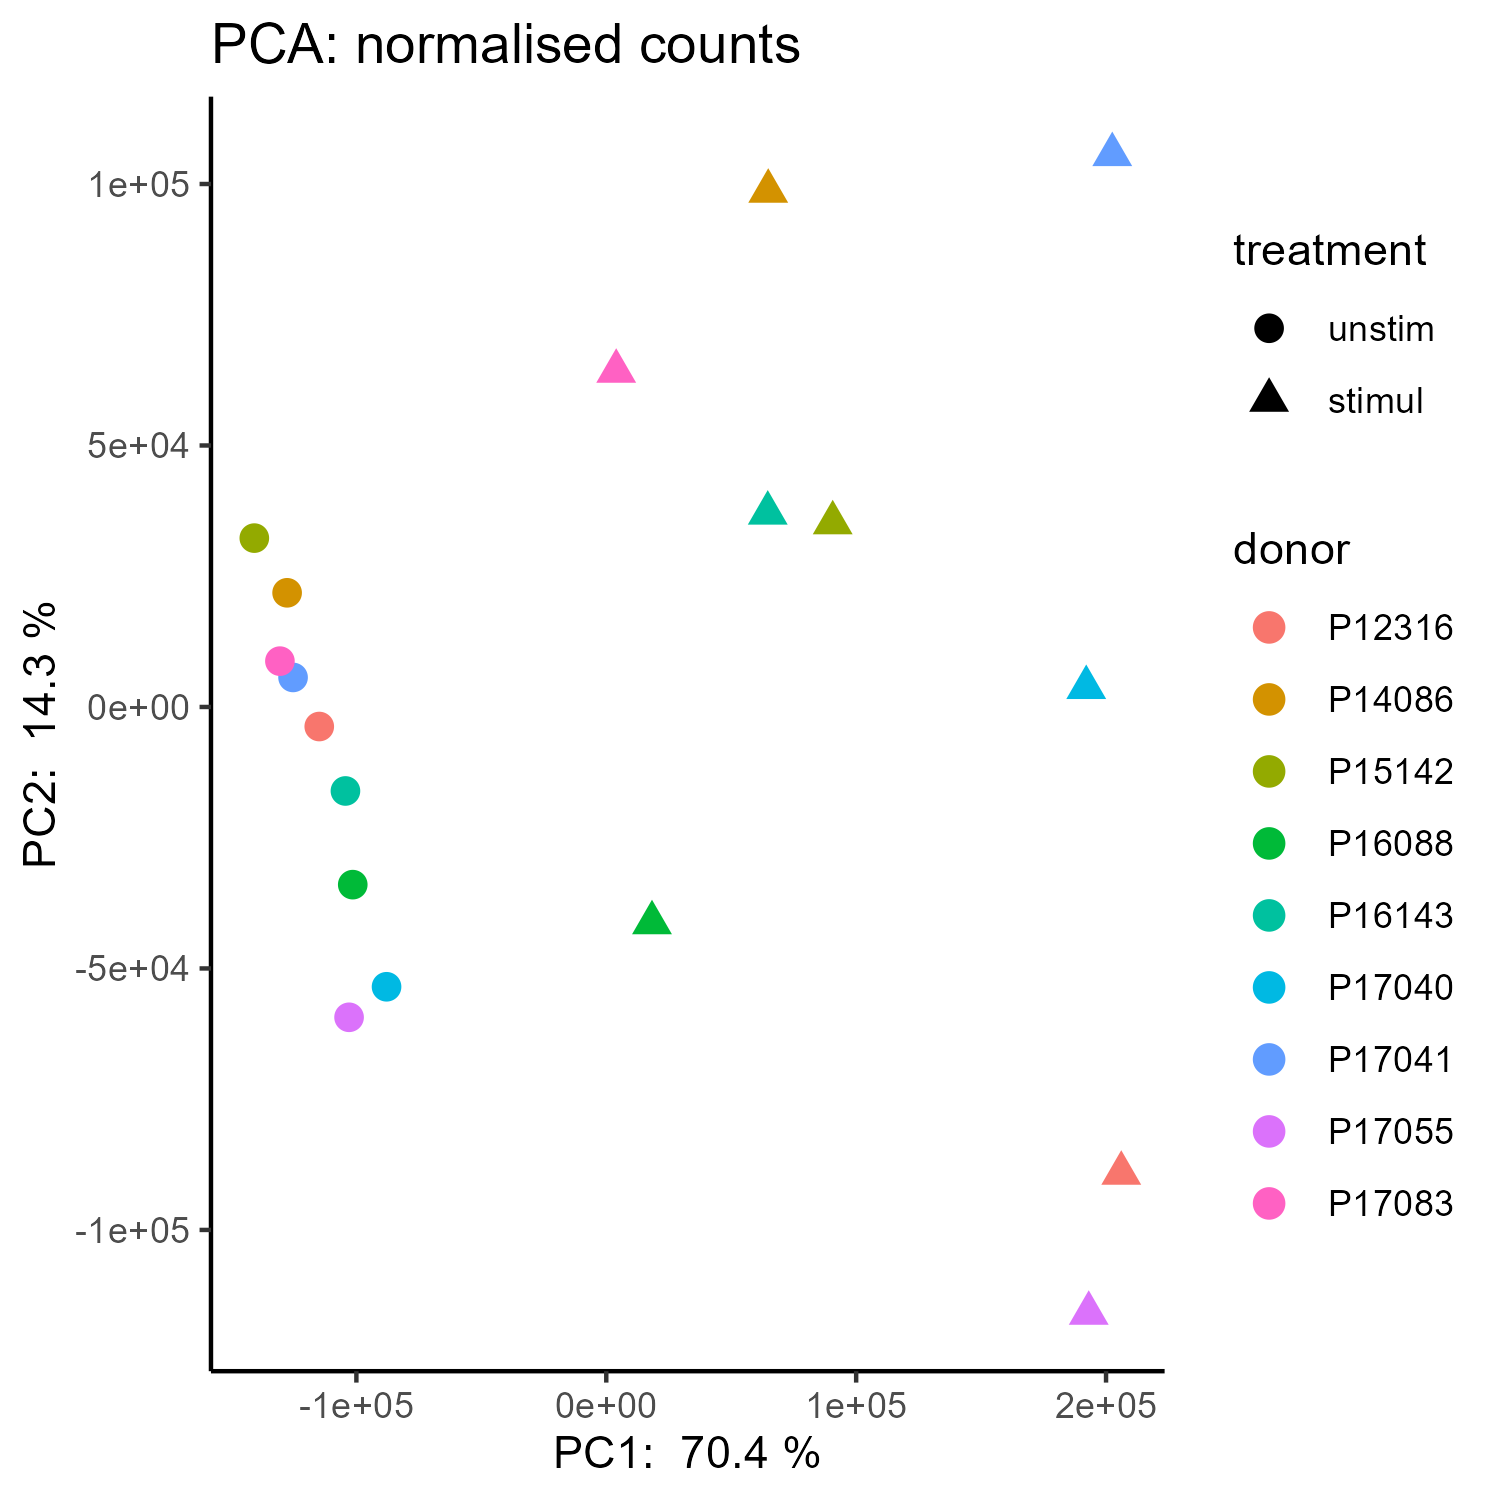 PCA: normalised counts
1e+05
5e+04
0e+00
-5e+04
-1e+05
PC2:  14.3 %
-1e+05
0e+00
1e+05
2e+05
PC1:  70.4 %
treatment
unstim
stimul
donor
P12316
P14086
P15142
P16088
P16143
P17040
P17041
P17055
P17083